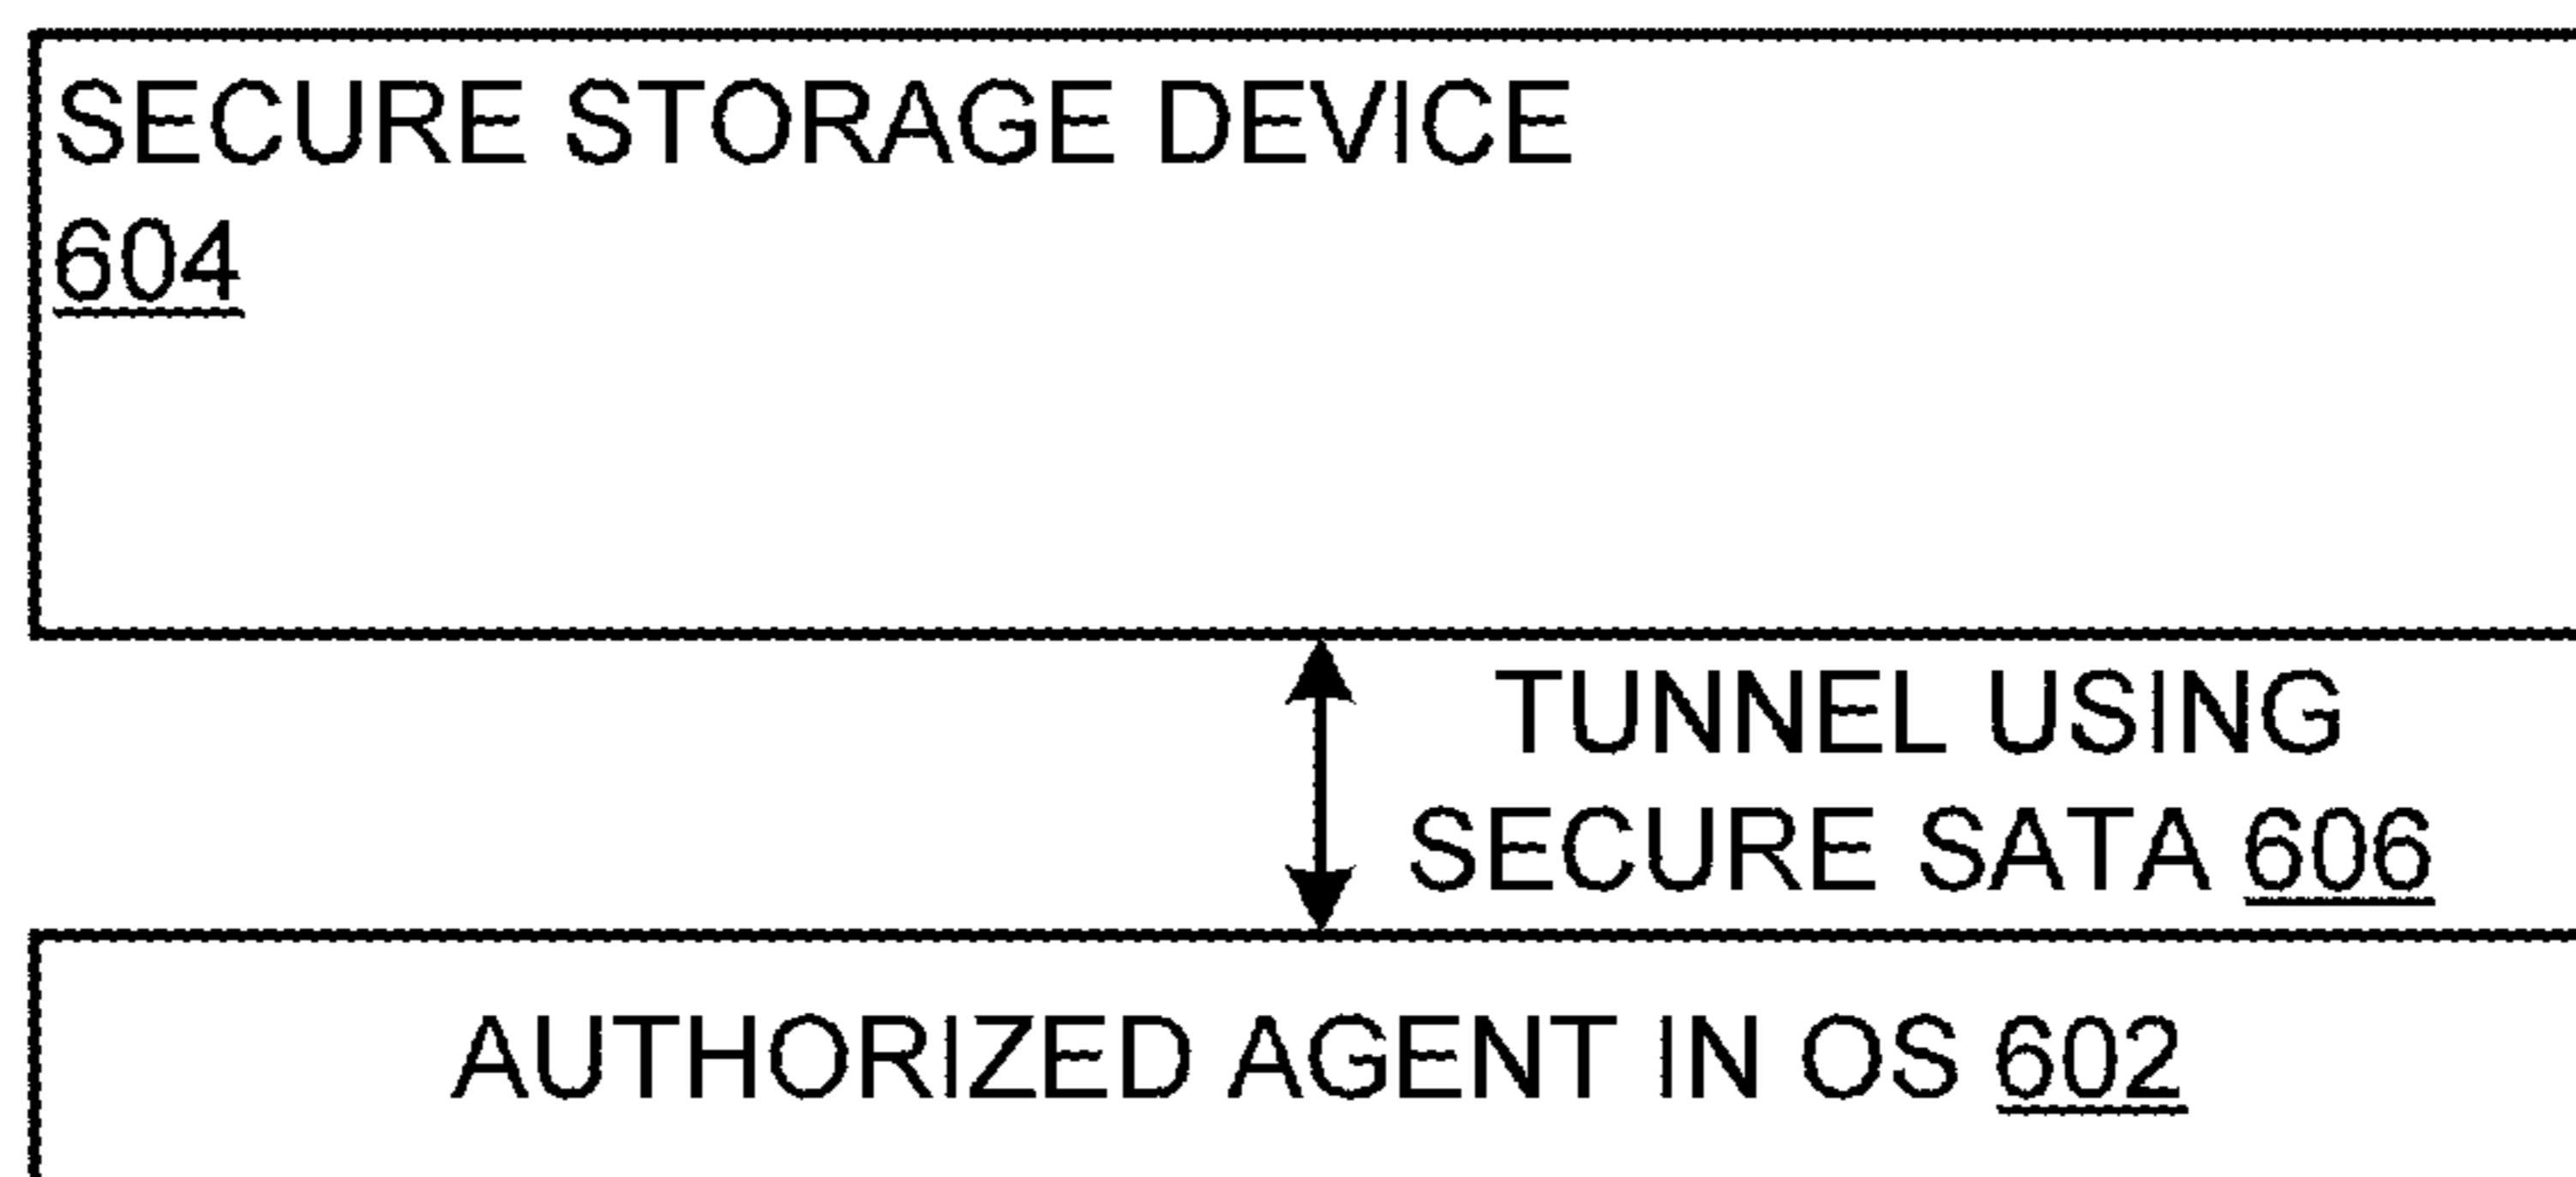 SECURE STORAGE DEVICE
604
TUNNEL USING
SECURE SATA 606
AUTHORIZED AGENT IN OS 602